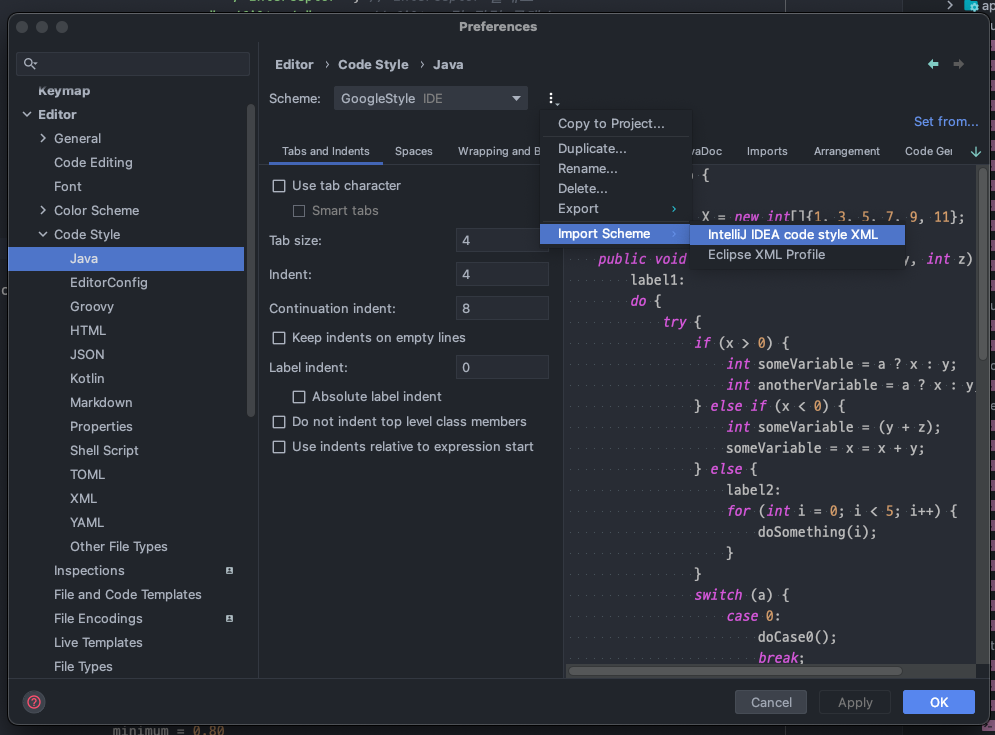 Preferences
Editor › Code Style › Java
Scheme: GoogleStyle IDE
Set from...
Copy to Project...
Duplicate...
Rename...
Delete...
Export
Import Scheme
IntelliJ IDEA code style XML
Eclipse XML Profile
Keymap
Editor
General
Code Editing
Font
Color Scheme
Code Style
Java
EditorConfig
Groovy
HTML
JSON
Kotlin
Markdown
Properties
Shell Script
TOML
XML
YAML
Other File Types
Inspections
File and Code Templates
File Encodings
Live Templates
File Types
Tabs and Indents Spaces Wrapping and B vaDoc Imports Arrangement Code Ger
Use tab character
Smart tabs
Tab size: 4
Indent: 4
Continuation indent: 8
Keep indents on empty lines
Label indent: 0
Absolute label indent
Do not indent top level class members
Use indents relative to expression start
{
X = new int[]{1, 3, 5, 7, 9, 11};
public void y, int z)
label1:
do {
try {
if (x > 0) {
int someVariable = a ? x : y;
int anotherVariable = a ? x : y
} else if (x < 0) {
int someVariable = (y + z);
someVariable = x = x + y;
} else {
label2:
for (int i = 0; i < 5; i++) {
doSomething(i);
}
}
switch (a) {
case 0:
doCase0();
break;
? Cancel Apply OK
minimum = 0.80